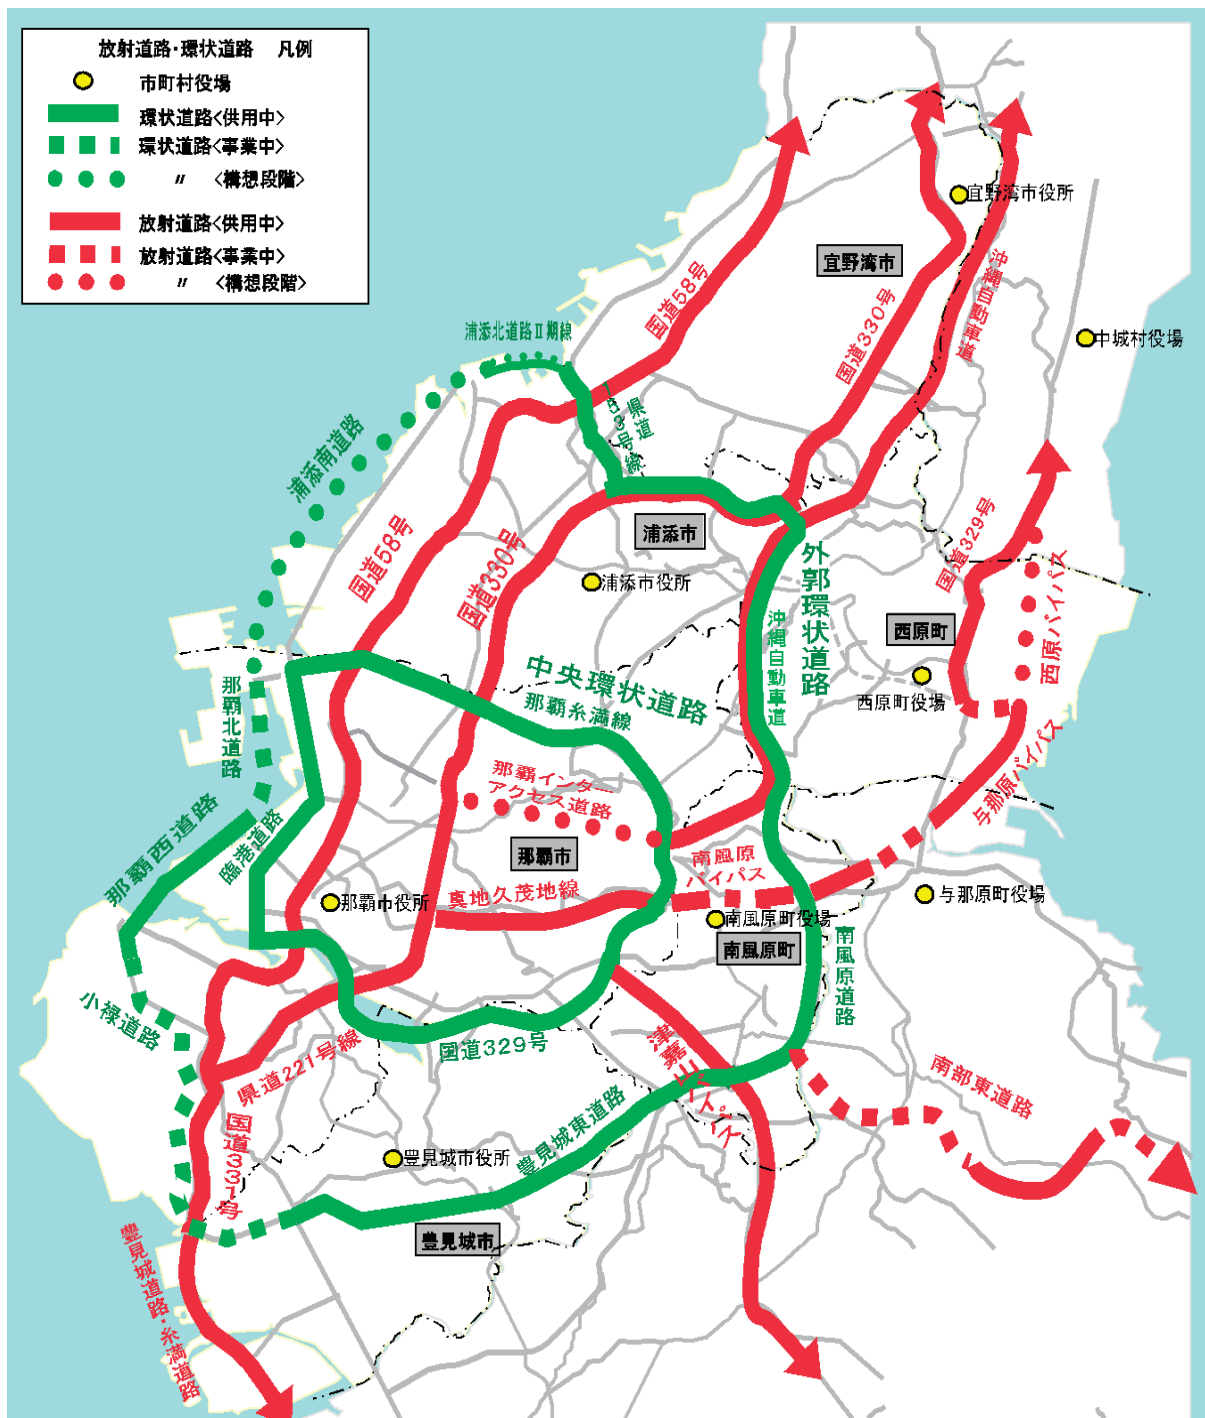 放射道路・環状道路 凡例
市町村役場
環状道路<供用中>
環状道路<事業中>
〃 <構想段階>
放射道路<供用中>
放射道路<事業中>
〃 <構想段階>
宜野湾市役所
宜野湾市
国道58号
国道330号
沖縄自動車道
中城村役場
浦添北道路Ⅱ期線
県道
153号線
浦添南道路
国道58号
国道330号
浦添市
浦添市役所
外郭環状道路
沖縄自動車道
国道329号
西原バイパス
西原町
西原町役場
中央環状道路
那覇糸満線
那覇北道路
那覇インター
アクセス道路
与那原バイパス
那覇西道路
臨港道路
那覇市
南風原
バイパス
真地久茂地線
那覇市役所
南風原町役場
与那原町役場
南風原町
南風原道路
小禄道路
国道329号
県道221号線
津嘉山バイパス
南部東道路
国道331号
豊見城東道路
豊見城市役所
豊見城市
豊見城道路・糸満道路